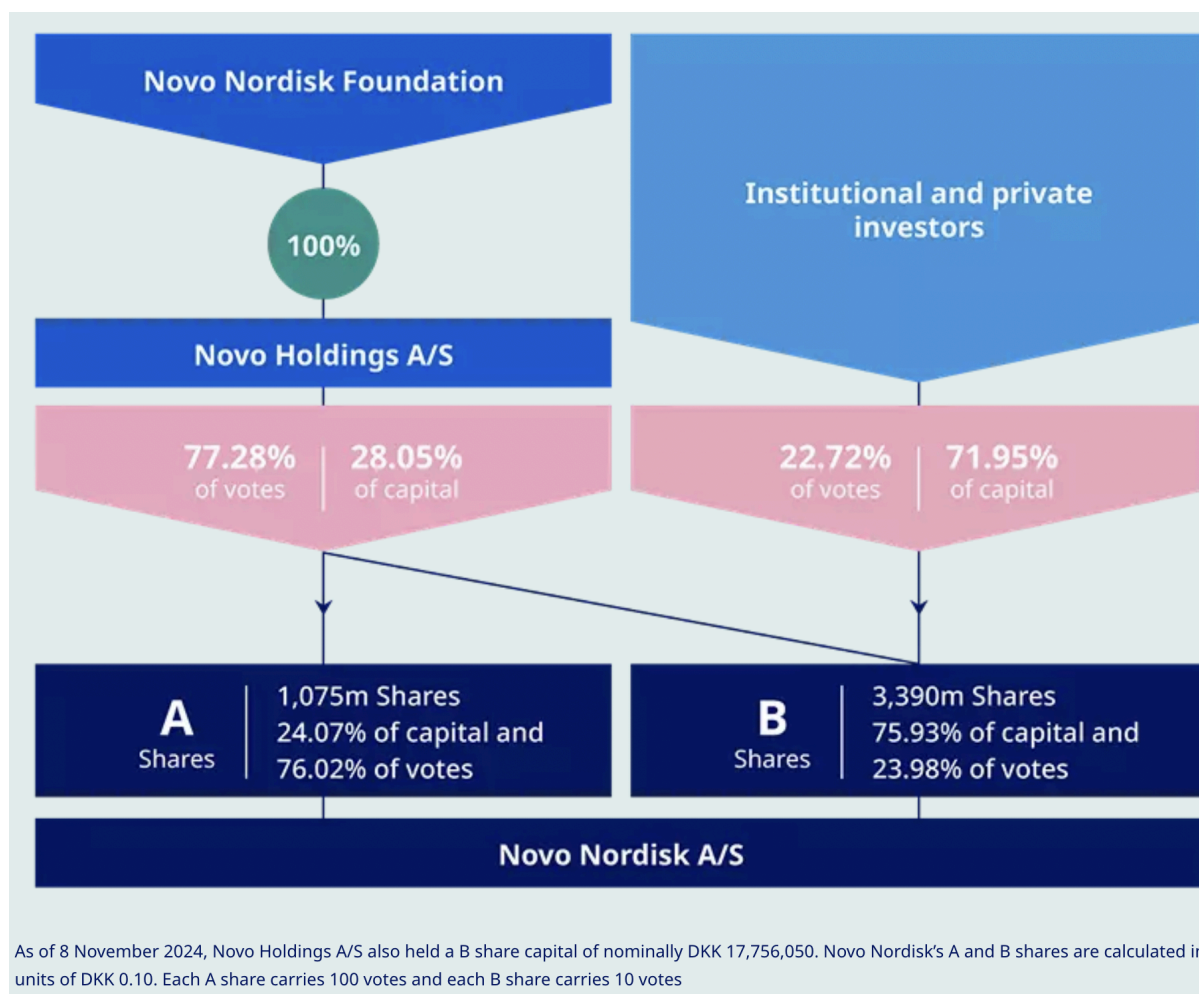 Novo Nordisk Foundation
100%
Novo Holdings A/S
77.28%
of votes
28.05%
of capital
Institutional and private
investors
22.72%
of votes
71.95%
of capital
A
Shares
1,075m Shares
24.07% of capital and
76.02% of votes
B
Shares
3,390m Shares
75.93% of capital and
23.98% of votes
Novo Nordisk A/S
As of 8 November 2024, Novo Holdings A/S also held a B share capital of nominally DKK 17,756,050. Novo Nordisk’s A and B shares are calculated in
units of DKK 0.10. Each A share carries 100 votes and each B share carries 10 votes